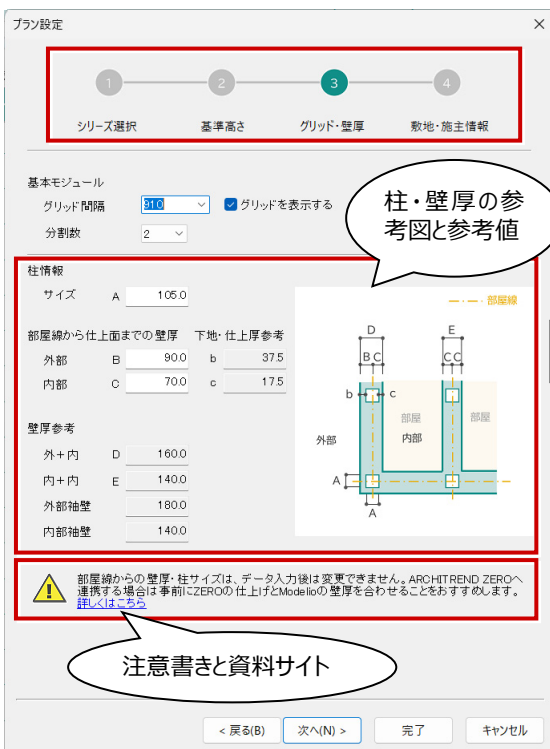 プラン設定
1 2 3 4
シリーズ選択 基準高さ グリッド・壁厚 敷地・施主情報
基本モジュール
グリッド間隔 910 グリッドを表示する
分割数 2
柱・壁厚の参
考図と参考値
柱情報
サイズ A 105.0
部屋線から仕上面までの壁厚 下地・仕上厚参考
外部 B 90.0 b 37.5
内部 C 70.0 c 17.5
壁厚参考
外+内 D 160.0
内+内 E 140.0
外部袖壁 180.0
内部袖壁 140.0
部屋線
D E
B C C C
b c
部屋 部屋
外部 内部
A
A
部屋線からの壁厚・柱サイズは、データ入力後は変更できません。ARCHITREND ZEROへ
連携する場合は事前にZEROの仕上げとModelioの壁厚を合わせることをおすすめします。
詳しくはこちら
注意書きと資料サイト
< 戻る(B) 次へ(N) > 完了 キャンセル